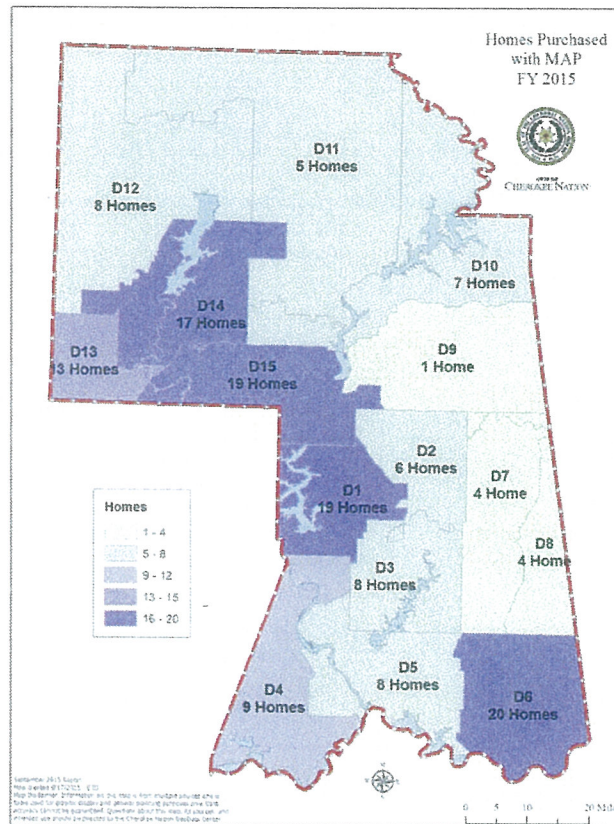 Homes Purchased
with MAP
FY 2015
CHEROKEE NATION
D11
5 Homes
D12
8 Homes
D10
7 Homes
D14
17 Homes
D9
1 Home
D13
13 Homes
D15
19 Homes
D2
6 Homes
D7
4 Home
D1
19 Homes
D8
4 Home
D3
8 Homes
D5
8 Homes
D4
9 Homes
D6
20 Homes
Homes
1 - 4
5 - 8
9 - 12
13 - 15
16 - 20
September 2015
0
20